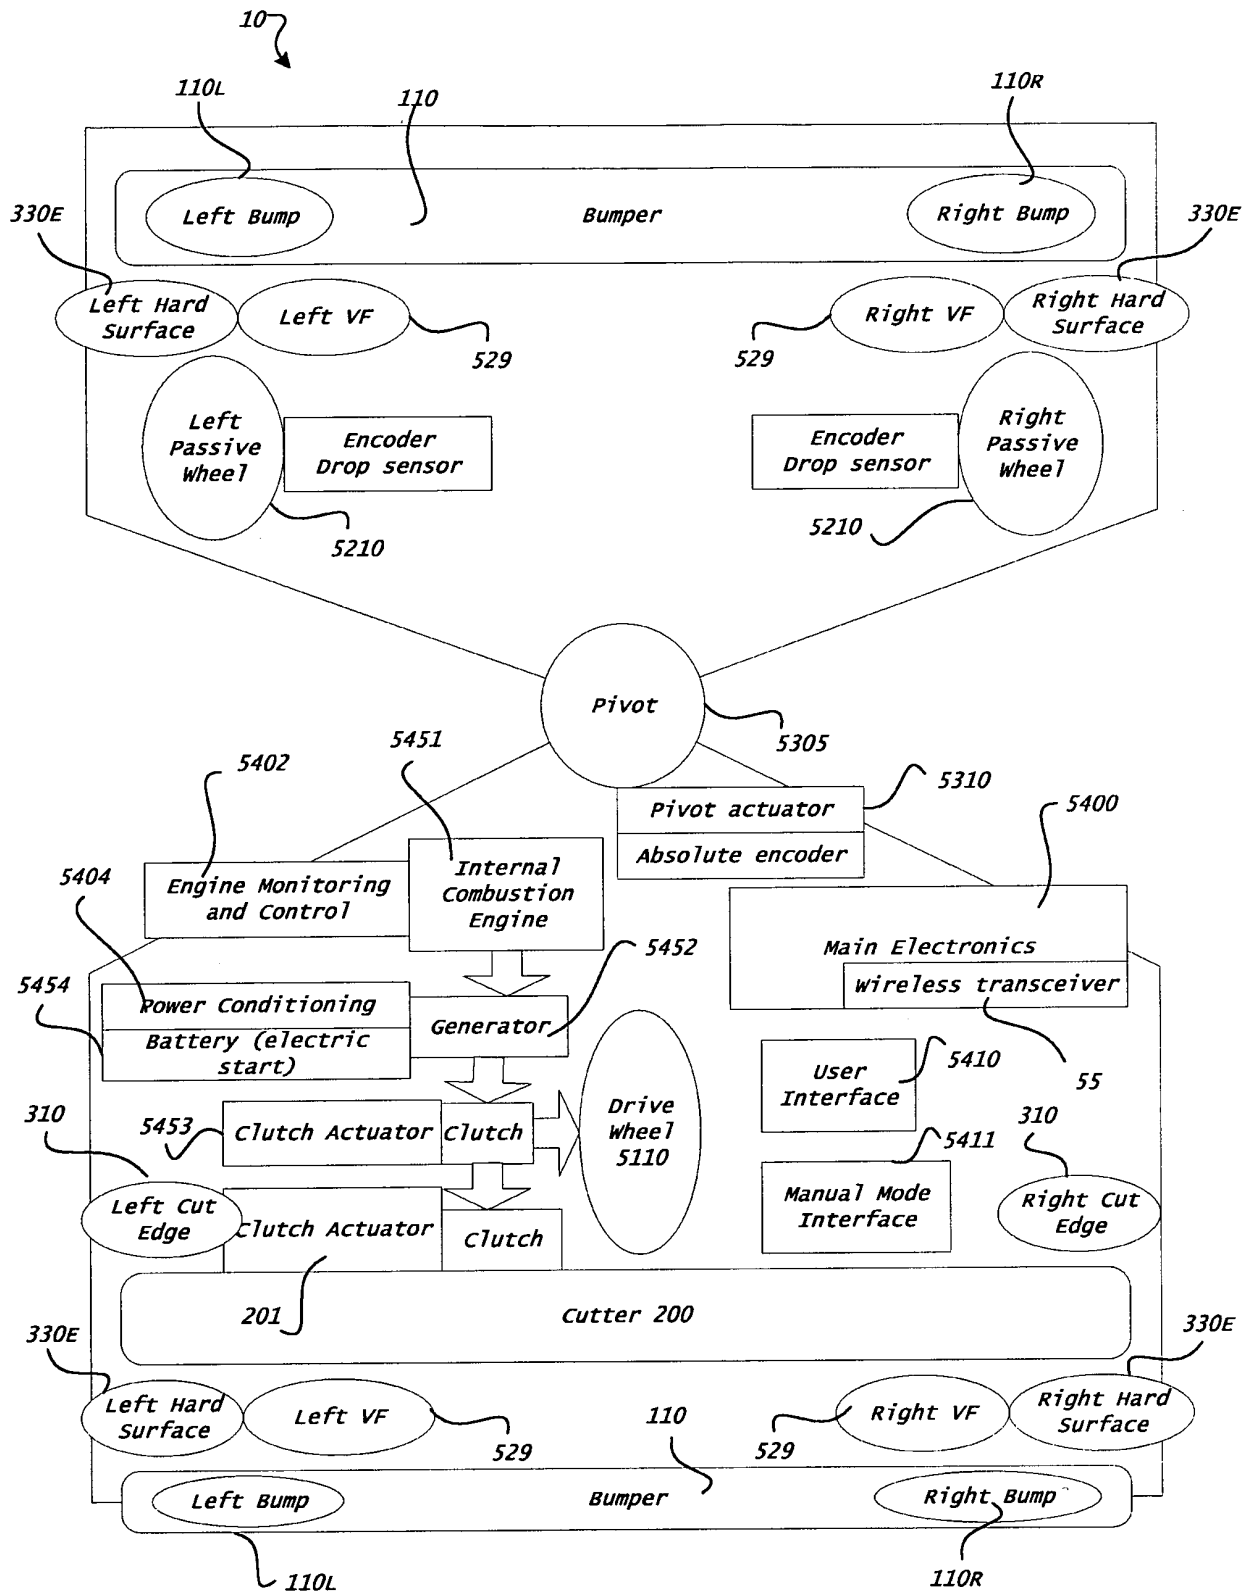 10
110L
110
110R
Left Bump
Bumper
Right Bump
330E
330E
Left Hard
Surface
Left VF
Right VF
Right Hard
Surface
529
529
Left
Passive
Wheel
Encoder
Drop sensor
Encoder
Drop sensor
Right
Passive
Wheel
5210
5210
Pivot
5305
5451
5402
5310
5400
Pivot actuator
Absolute encoder
5404
Engine Monitoring
and Control
Internal
Combustion
Engine
5452
Main Electronics
Wireless transceiver
5454
Power Conditioning
Battery (electric
start)
Generator
User
Interface
5410
55
310
5453
Clutch Actuator
Clutch
Drive
Wheel
5110
5411
310
Left Cut
Edge
Clutch Actuator
Clutch
Manual Mode
Interface
Right Cut
Edge
201
Cutter 200
330E
330E
Left Hard
Surface
Left VF
110
Right VF
Right Hard
Surface
529
529
Left Bump
Bumper
Right Bump
110L
110R